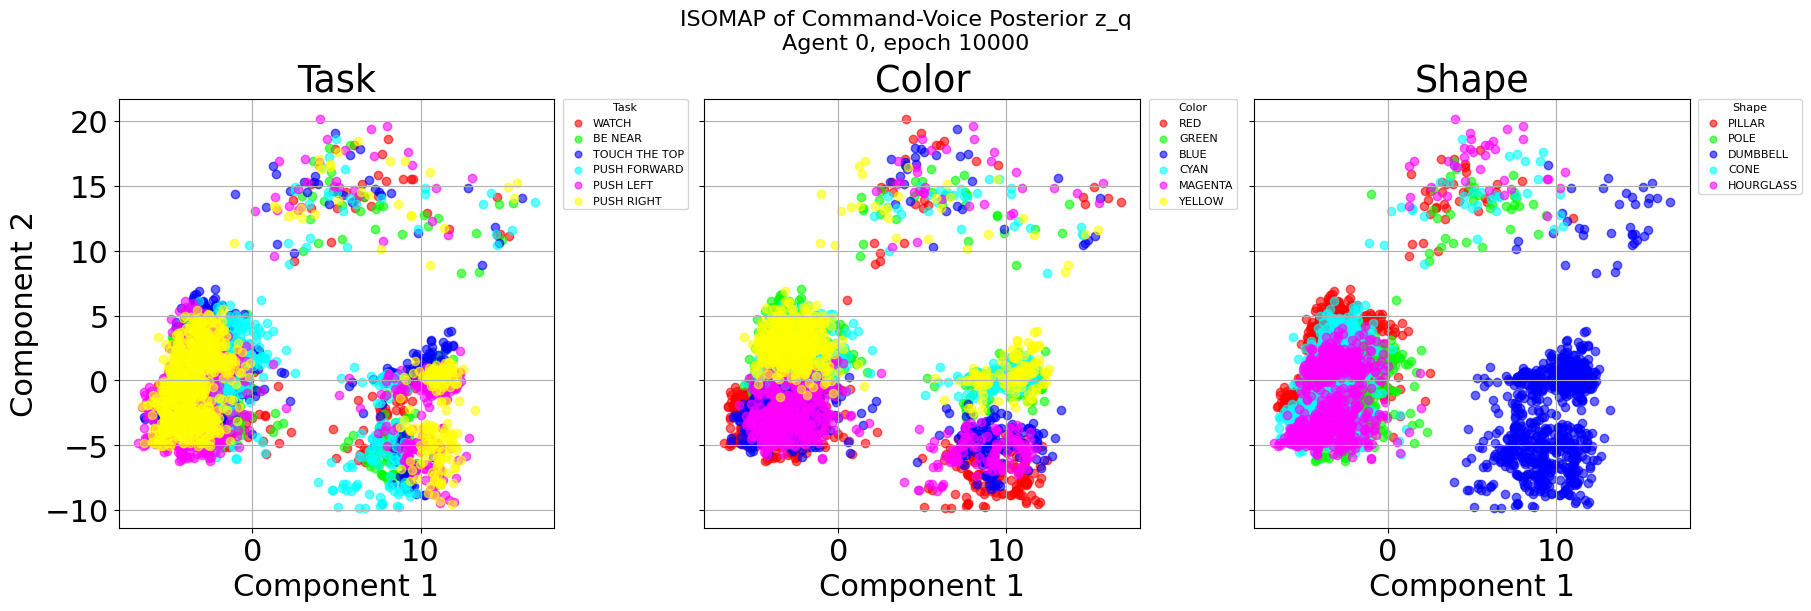 ISOMAP of Command-Voice Posterior z_q
Agent 0, epoch 10000
Task
Color
Shape
Task
WATCH
BE NEAR
TOUCH THE TOP
PUSH FORWARD
PUSH LEFT
PUSH RIGHT
Color
RED
GREEN
BLUE
CYAN
MAGENTA
YELLOW
Shape
PILLAR
POLE
DUMBBELL
CONE
HOURGLASS
Component 2
20
15
10
5
0
−5
−10
0 10
0 10
0 10
Component 1
Component 1
Component 1